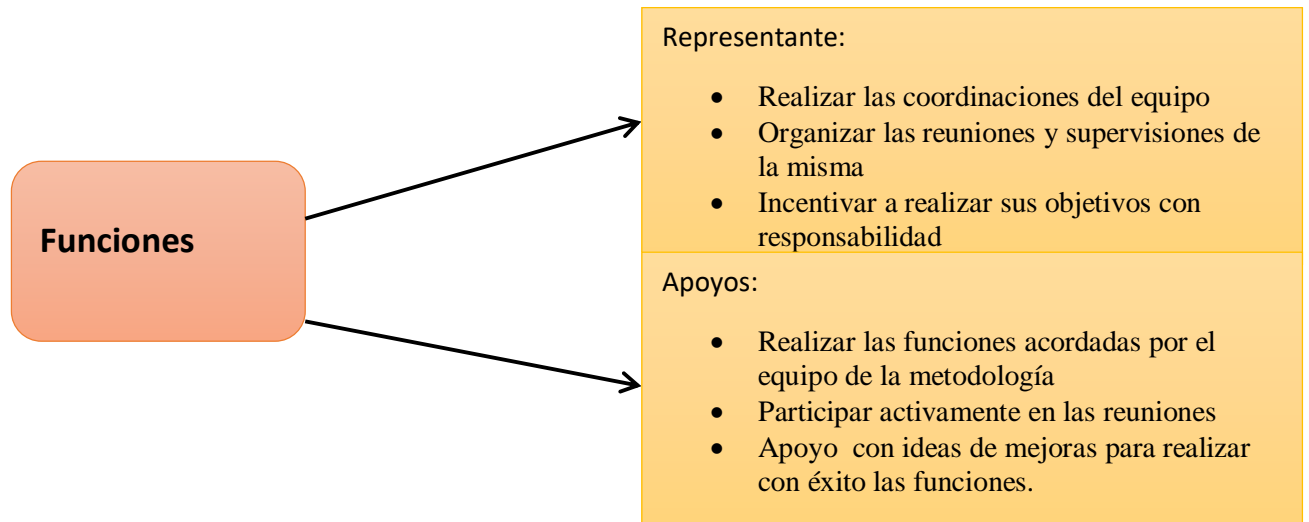 Funciones
Representante:
• Realizar las coordinaciones del equipo
• Organizar las reuniones y supervisiones de
la misma
• Incentivar a realizar sus objetivos con
responsabilidad
Apoyos:
• Realizar las funciones acordadas por el
equipo de la metodología
• Participar activamente en las reuniones
• Apoyo  con ideas de mejoras para realizar
con éxito las funciones.